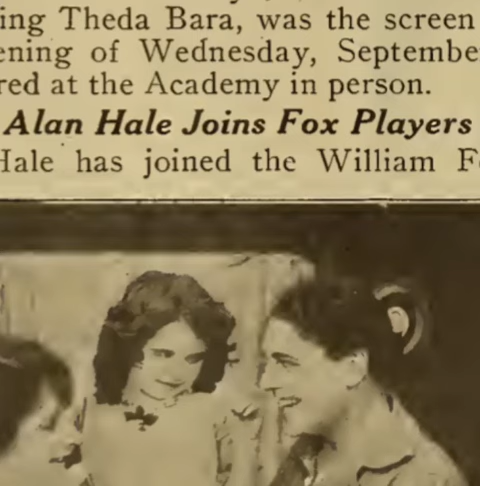 ing Theda Bara, was the screen
ening of Wednesday, Septembe
red at the Academy in person.
Alan Hale Joins Fox Players
Hale has joined the William F